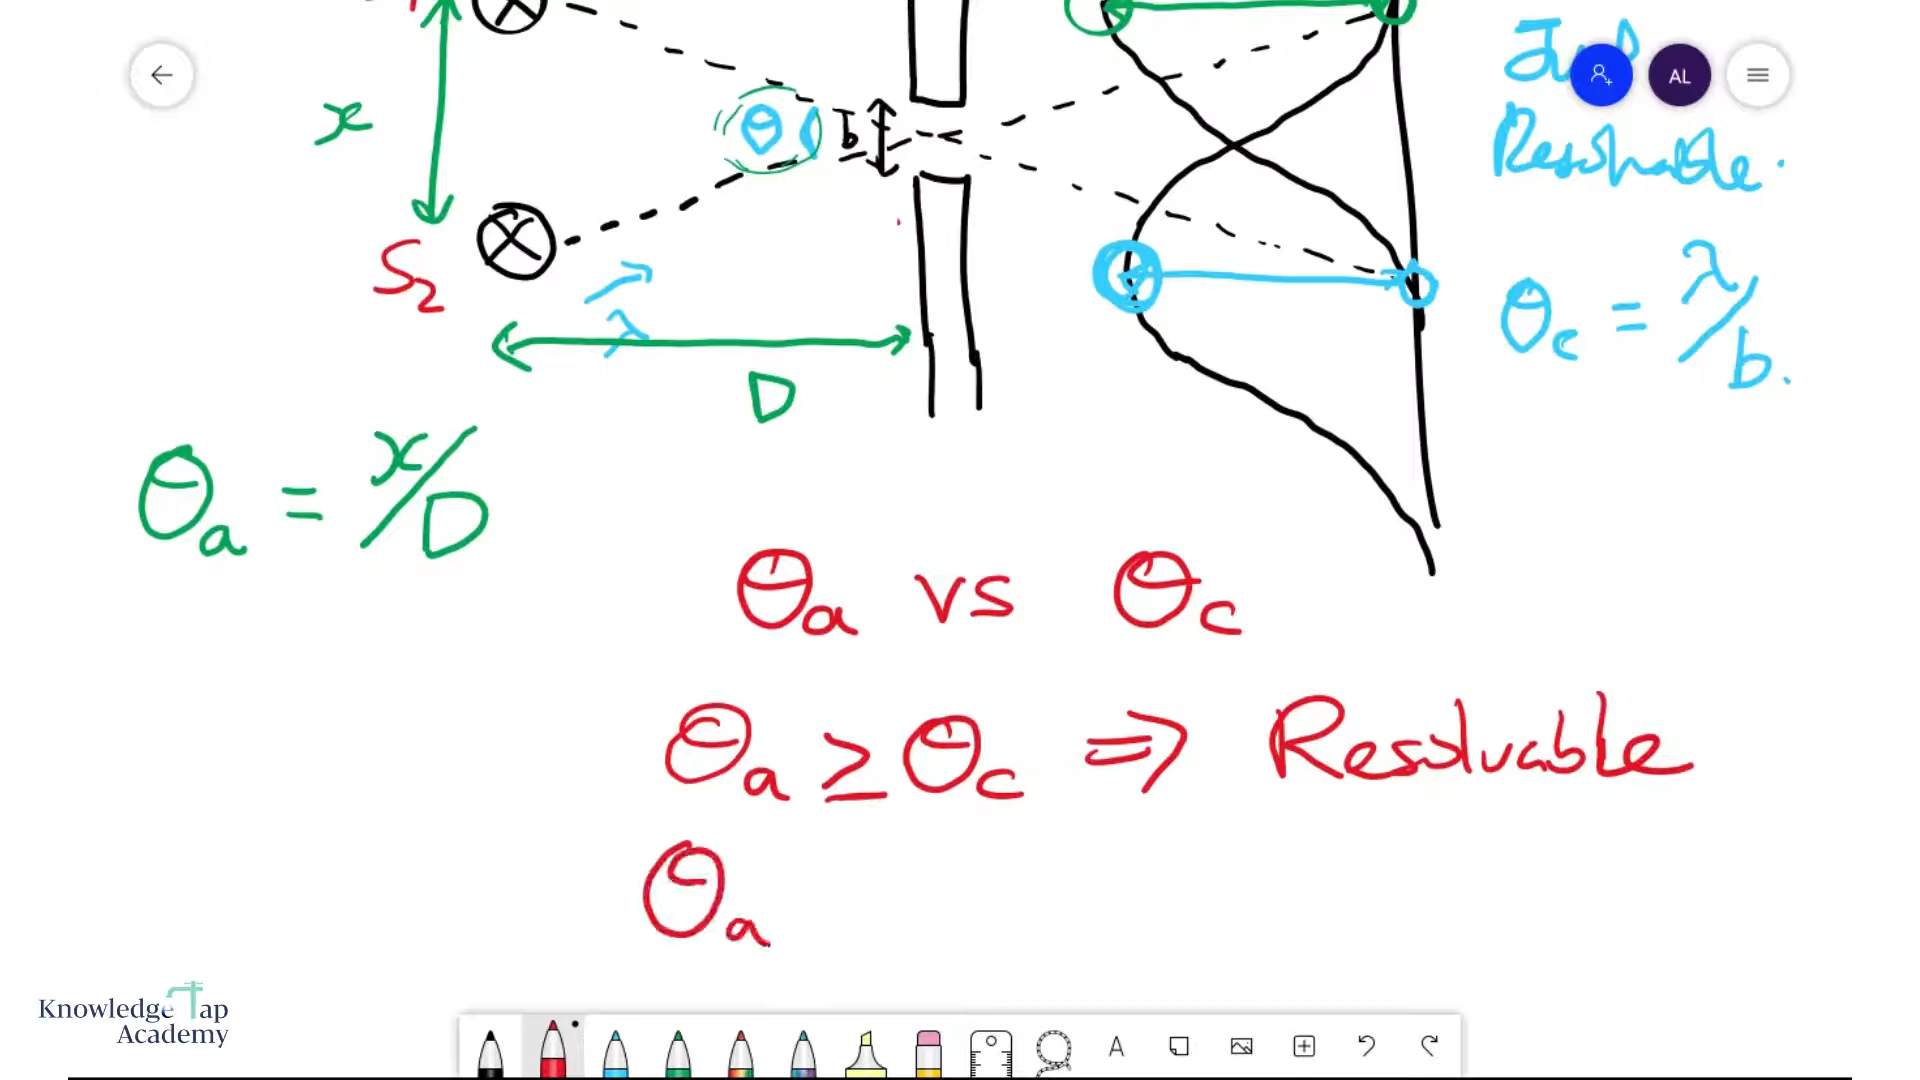 x
θ
b
Resolvable.
S2
λ
θc = λ/b.
D
θa = x/D
θa vs θc
θa ≥ θc ⇒ Resolvable
θa
AL
Knowledge Tap
Academy
A